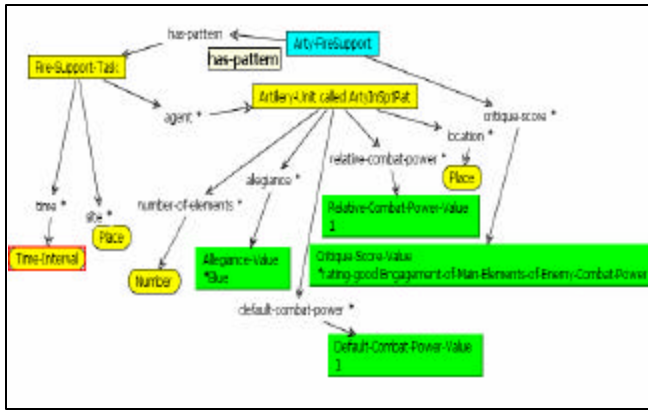 has-pattern
Arty-FireSupport
has-pattern
Fire-Support-Task
Artillery-Unit called ArtyInSptPat
agent *
critique-score *
location *
relative-combat-power *
allegiance *
Place
time *
site *
number-of-elements *
Place
Relative-Combat-Power-Value
1
Time-Interval
Number
Allegiance-Value
*Blue
Critique-Score-Value
*rating-good Engagement-of-Main-Elements-of-Enemy-Combat-Power
default-combat-power *
Default-Combat-Power-Value
1